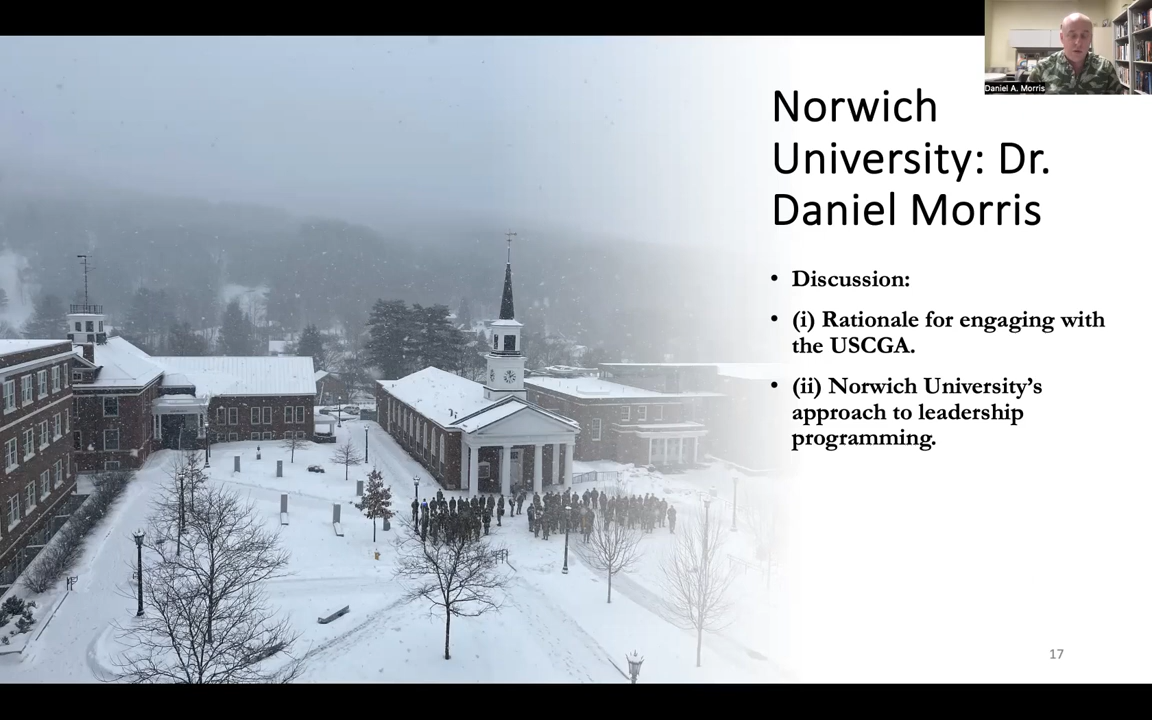 Daniel A. Morris
Norwich
University: Dr.
Daniel Morris
• Discussion:
• (i) Rationale for engaging with
the USCGA.
• (ii) Norwich University’s
approach to leadership
programming.
17